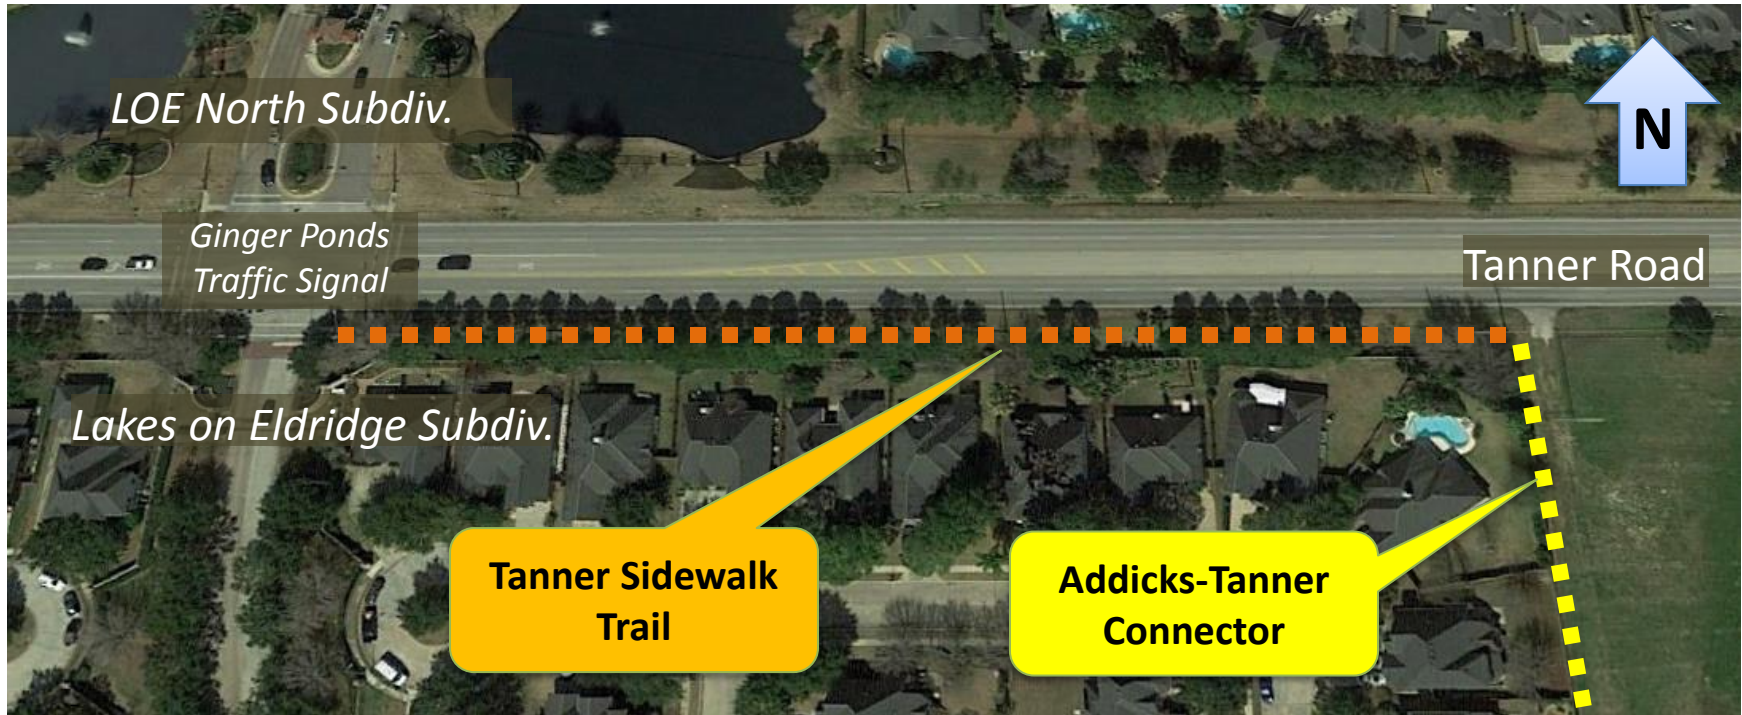 LOE North Subdiv.
N
Ginger Ponds
Traffic Signal
Tanner Road
Lakes on Eldridge Subdiv.
Tanner Sidewalk
Trail
Addicks-Tanner
Connector